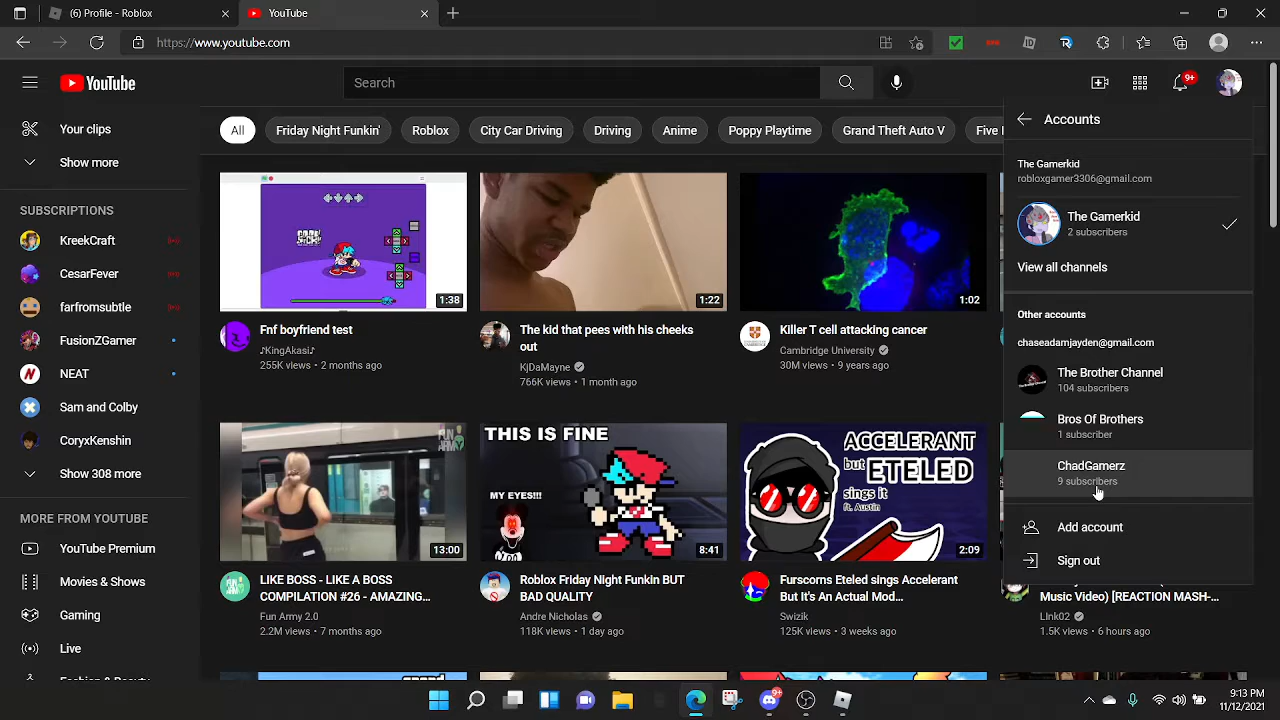 (6) Profile - Roblox
YouTube
https://www.youtube.com
YouTube
Search
9+
Your clips
Show more
SUBSCRIPTIONS
KreekCraft
CesarFever
farfromsubtle
FusionZGamer
NEAT
Sam and Colby
CoryxKenshin
Show 308 more
MORE FROM YOUTUBE
YouTube Premium
Movies & Shows
Gaming
Live
All
Friday Night Funkin'
Roblox
City Car Driving
Driving
Anime
Poppy Playtime
Grand Theft Auto V
Five
1:38
Fnf boyfriend test
♪KingAkasi♪
255K views • 2 months ago
1:22
The kid that pees with his cheeks
out
KjDaMayne
766K views • 1 month ago
1:02
Killer T cell attacking cancer
Cambridge University
30M views • 9 years ago
FUN
ARMY
13:00
LIKE BOSS - LIKE A BOSS
COMPILATION #26 - AMAZING...
Fun Army 2.0
2.2M views • 7 months ago
THIS IS FINE
MY EYES!!!
8:41
Roblox Friday Night Funkin BUT
BAD QUALITY
Andre Nicholas
118K views • 1 day ago
ACCELERANT
but ETELED
sings it
ft. Austin
2:09
Furscorns Eteled sings Accelerant
But It's An Actual Mod...
Swizik
125K views • 3 weeks ago
Music Video) [REACTION MASH-...
LInk02
1.5K views • 6 hours ago
Accounts
The Gamerkid
robloxgamer3306@gmail.com
The Gamerkid
2 subscribers
View all channels
Other accounts
chaseadamjayden@gmail.com
The Brother Channel
104 subscribers
Bros Of Brothers
1 subscriber
ChadGamerz
9 subscribers
Add account
Sign out
9+
9:13 PM
11/12/2021